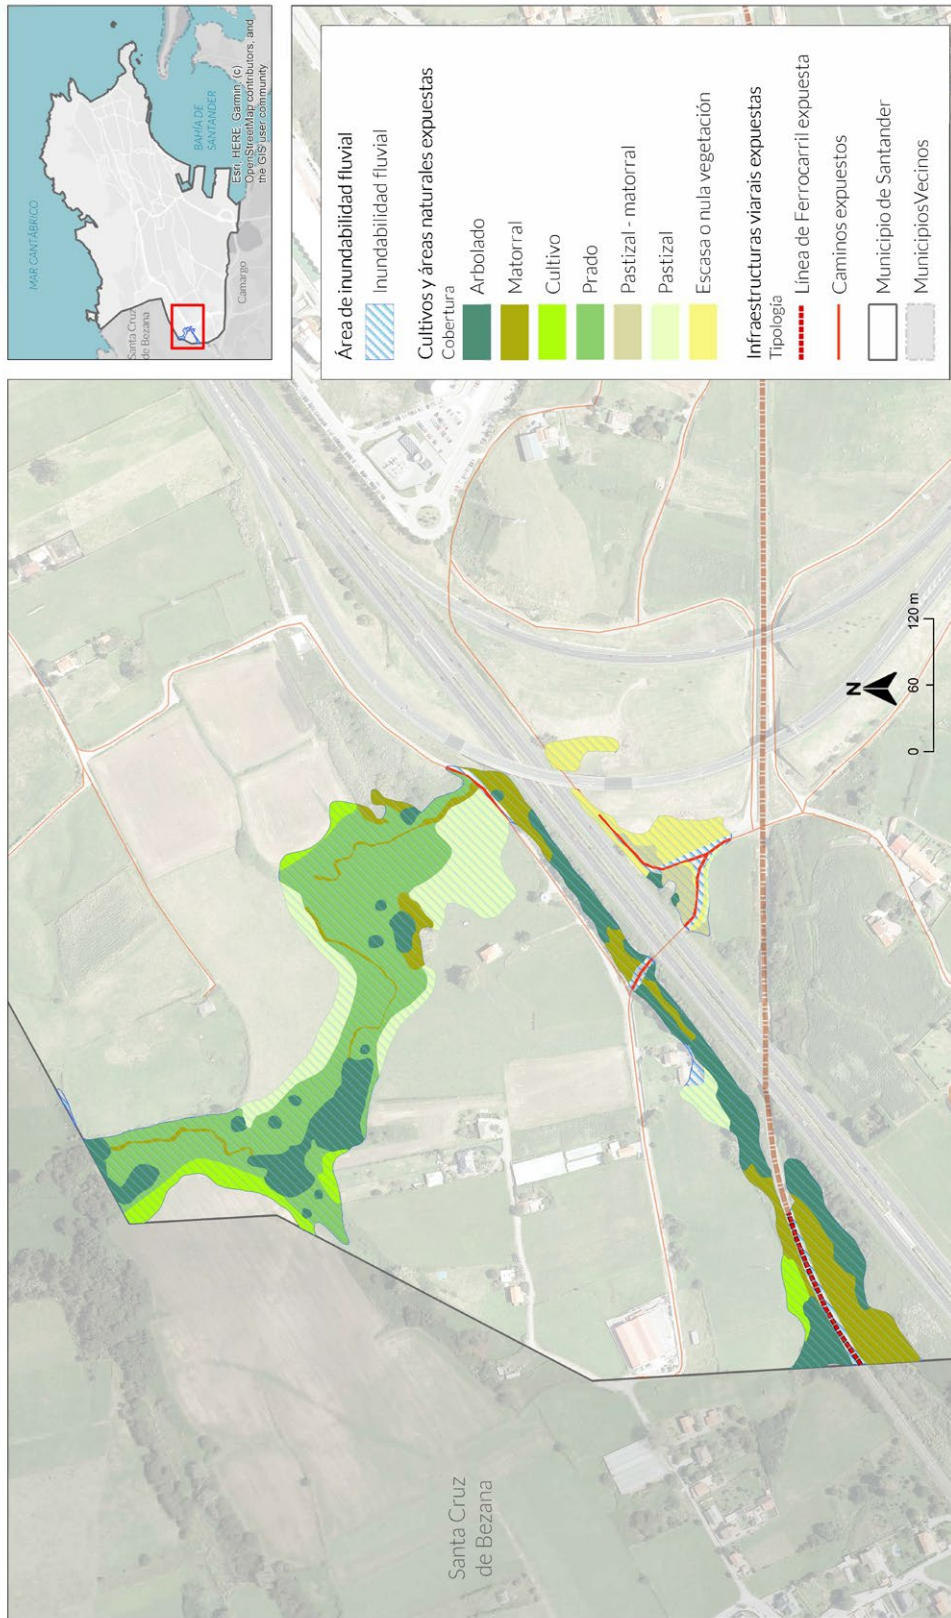 MAR CANTÁBRICO
BAHÍA DE
SANTANDER
Santa Cruz
de Bezana
Camargo
Esri, HERE, Garmin, (c)
OpenStreetMap contributors, and
the GIS user community
Área de inundabilidad fluvial
Inundabilidad fluvial
Cultivos y áreas naturales expuestas
Cobertura
Arbolado
Matorral
Cultivo
Prado
Pastizal - matorral
Pastizal
Escasa o nula vegetación
Infraestructuras viarais expuestas
Tipología
Línea de Ferrocarril expuesta
Caminos expuestos
Municipio de Santander
Municipios Vecinos
Santa Cruz
de Bezana
N
0 60 120 m